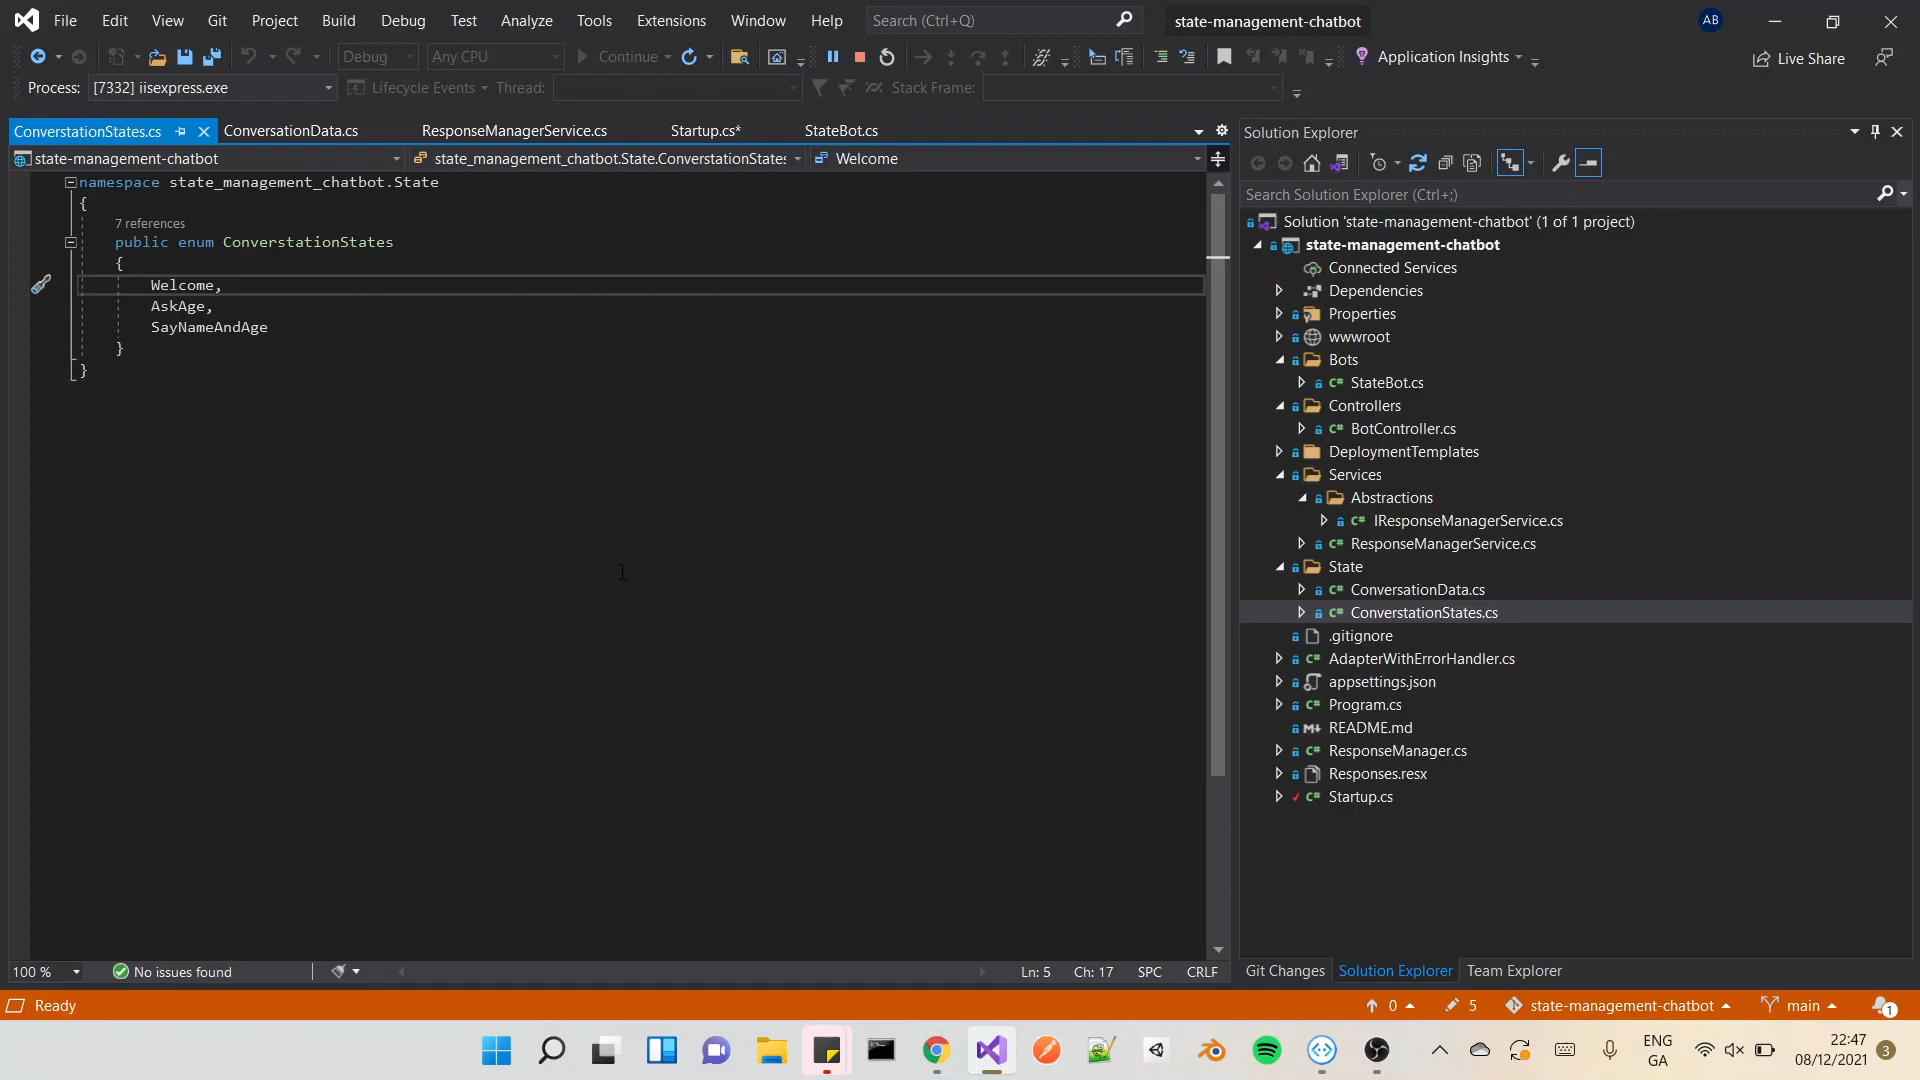 File Edit View Git Project Build Debug Test Analyze Tools Extensions Window Help Search (Ctrl+Q) state-management-chatbot AB
Debug Any CPU Continue Application Insights Live Share
Process: [7332] iisexpress.exe Lifecycle Events Thread: Stack Frame:
ConverstationStates.cs ConversationData.cs ResponseManagerService.cs Startup.cs* StateBot.cs
state-management-chatbot state_management_chatbot.State.ConverstationStates Welcome
namespace state_management_chatbot.State
{
7 references
public enum ConverstationStates
{
Welcome,
AskAge,
SayNameAndAge
}
}
100 % No issues found Ln: 5 Ch: 17 SPC CRLF
Solution Explorer
Search Solution Explorer (Ctrl+;)
Solution 'state-management-chatbot' (1 of 1 project)
state-management-chatbot
Connected Services
Dependencies
Properties
wwwroot
Bots
C# StateBot.cs
Controllers
C# BotController.cs
DeploymentTemplates
Services
Abstractions
C# IResponseManagerService.cs
C# ResponseManagerService.cs
State
C# ConversationData.cs
C# ConverstationStates.cs
.gitignore
C# AdapterWithErrorHandler.cs
appsettings.json
C# Program.cs
M↓ README.md
C# ResponseManager.cs
Responses.resx
C# Startup.cs
Git Changes Solution Explorer Team Explorer
Ready 0 5 state-management-chatbot main 1
ENG
GA
22:47
08/12/2021
3